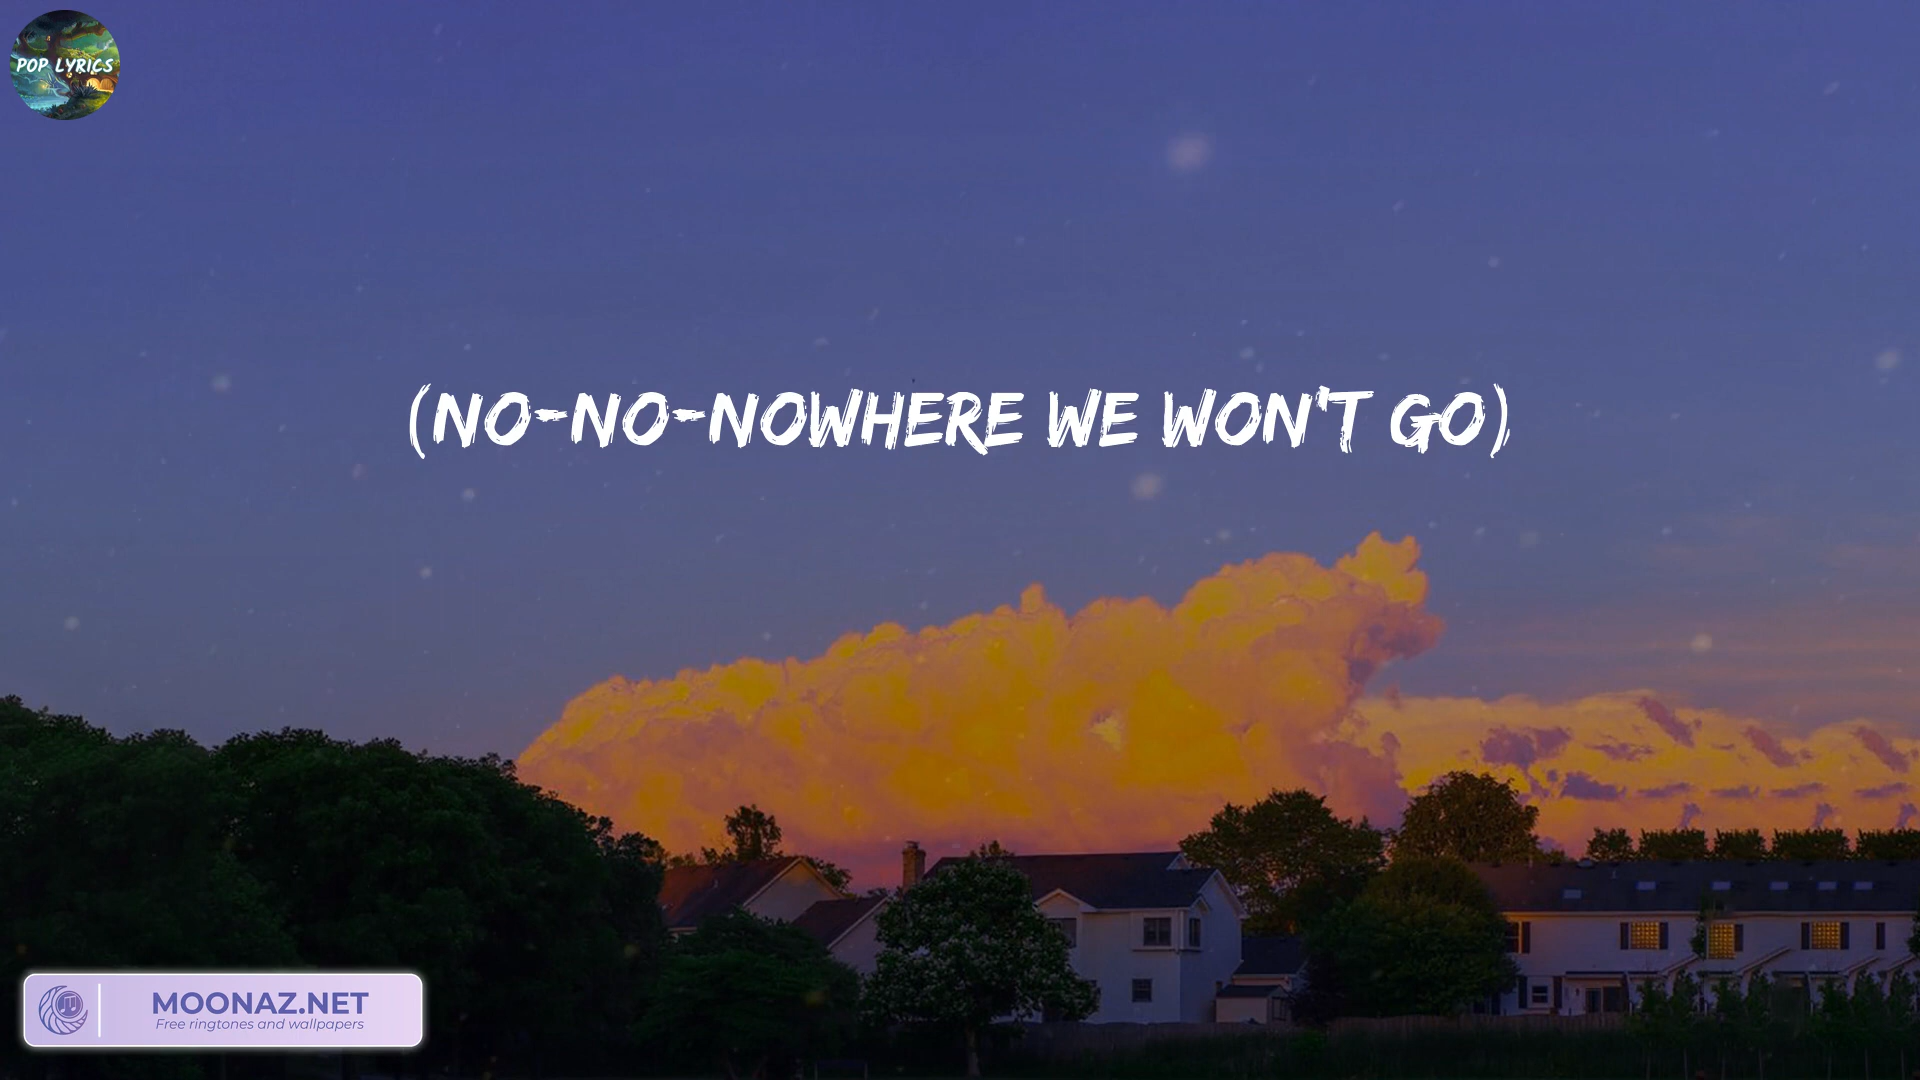 POP LYRICS
(NO-NO-NOWHERE WE WON'T GO)
MOONAZ.NET
Free ringtones and wallpapers